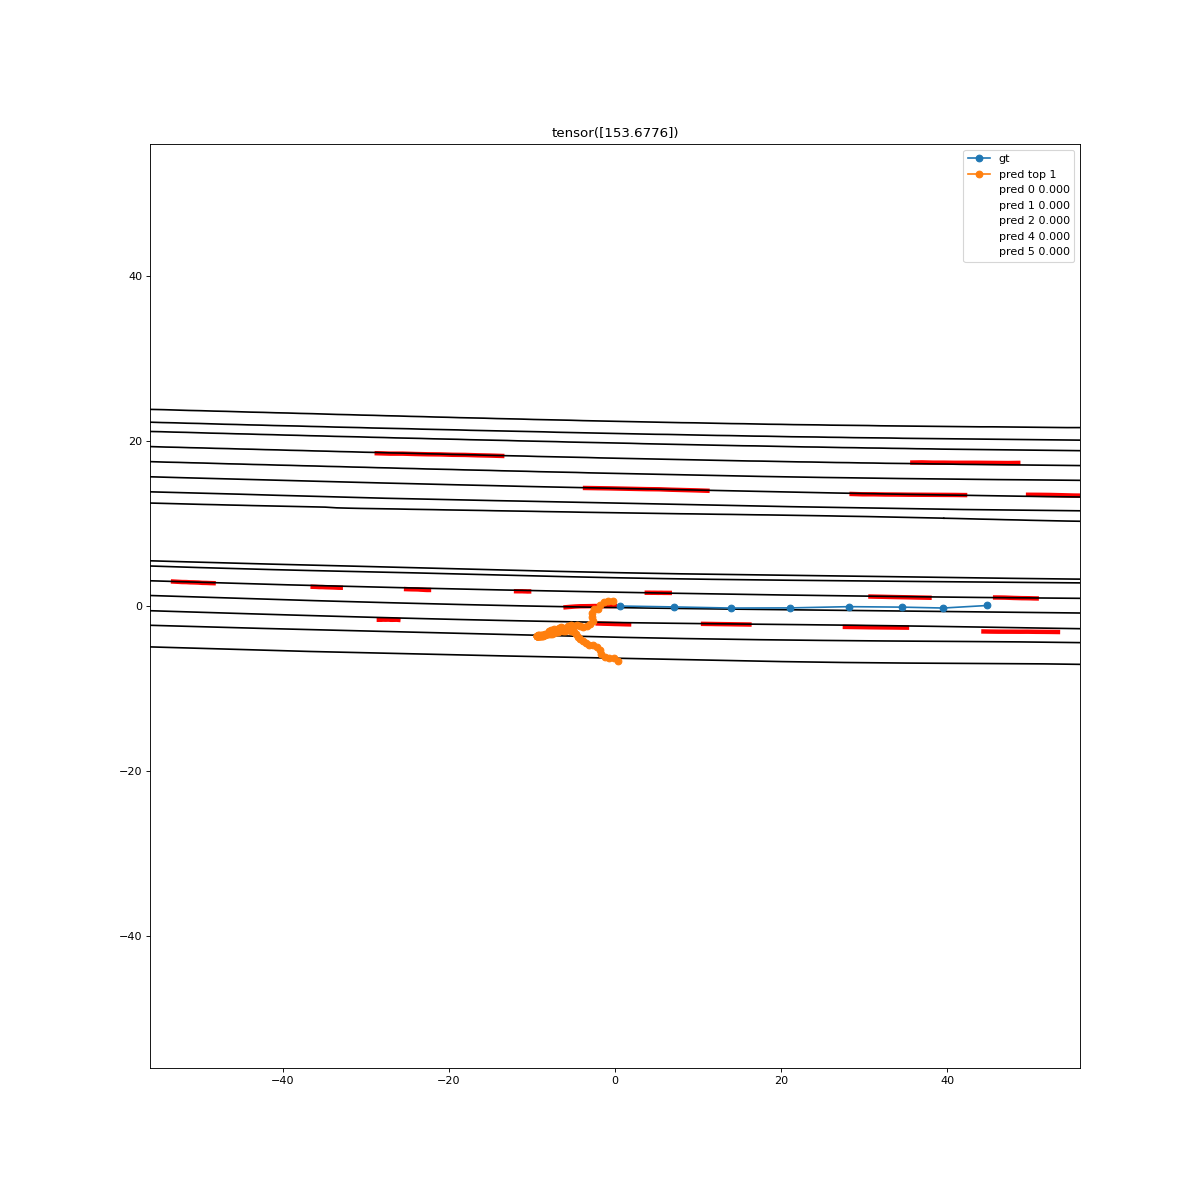 tensor([153.6776])
gt
pred top 1
pred 0 0.000
pred 1 0.000
pred 2 0.000
pred 4 0.000
pred 5 0.000
40
20
0
−20
−40
−40 −20 0 20 40